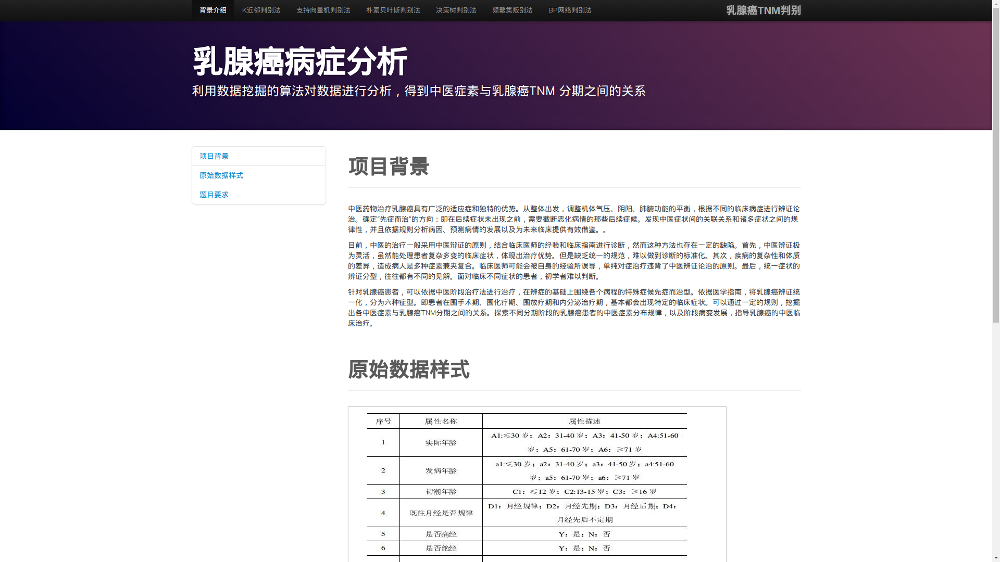 背景介绍
K近邻判别法
支持向量机判别法
朴素贝叶斯判别法
决策树判别法
频繁集叛别法
BP网络判别法
乳腺癌TNM判别
乳腺癌病症分析
利用数据挖掘的算法对数据进行分析，得到中医症素与乳腺癌TNM 分期之间的关系
项目背景
原始数据样式
题目要求
项目背景
中医药物治疗乳腺癌具有广泛的适应症和独特的优势。从整体出发，调整机体气压、阴阳、肺腑功能的平衡，根据不同的临床病症进行辨证论
治。确定“先症而治”的方向：即在后续症状未出现之前，需要截断恶化病情的那些后续症候。发现中医症状间的关联关系和诸多症状之间的规
律性，并且依据规则分析病因、预测病情的发展以及为未来临床提供有效借鉴。。
目前，中医的治疗一般采用中医辩证的原则，结合临床医师的经验和临床指南进行诊断，然而这种方法也存在一定的缺陷。首先，中医辨证极
为灵活，虽然能处理患者复杂多变的临床症状，体现出治疗优势。但是缺乏统一的规范，难以做到诊断的标准化。其次，疾病的复杂性和体质
的差异，造成病人是多种症素兼夹复合。临床医师可能会被自身的经验所误导，单纯对症治疗违背了中医辨证论治的原则。最后，统一症状的
辨证分型，往往都有不同的见解。面对临床不同症状的患者，初学者难以判断。
针对乳腺癌患者，可以依据中医阶段治疗法进行治疗，在辨症的基础上围绕各个病程的特殊症候先症而治型。依据医学指南，将乳腺癌辨证统
一化，分为六种症型。即患者在围手术期、围化疗期、围放疗期和内分泌治疗期，基本都会出现特定的临床症状。可以通过一定的规则，挖掘
出各中医症素与乳腺癌TNM分期之间的关系。探索不同分期阶段的乳腺癌患者的中医症素分布规律，以及阶段病变发展，指导乳腺癌的中医临
床治疗。
原始数据样式
序号 属性名称 属性描述
1 实际年龄 A1:≤30 岁；A2：31-40 岁；A3：41-50 岁；A4:51-60
岁；A5：61-70 岁；A6：≥71 岁
2 发病年龄 a1:≤30 岁；a2：31-40 岁；a3：41-50 岁；a4:51-60
岁；a5：61-70 岁；a6：≥71 岁
3 初潮年龄 C1：≤12 岁；C2:13-15 岁；C3：≥16 岁
4 既往月经是否规律 D1：月经规律；D2：月经先期；D3：月经后期；D4：
月经先后不定期
5 是否痛经 Y：是；N：否
6 是否绝经 Y：是；N：否